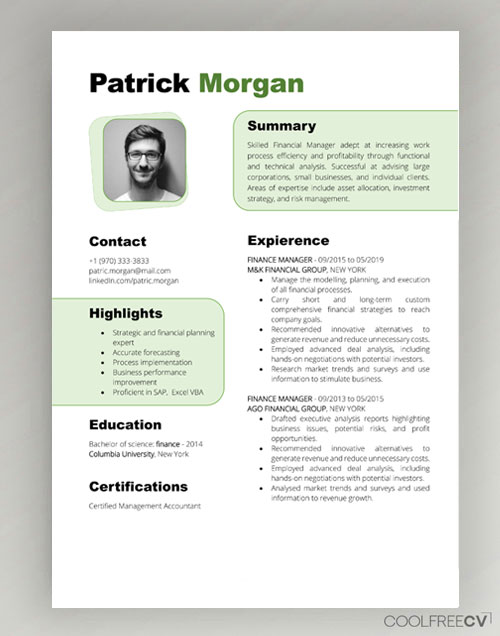 Patrick Morgan
Summary
Skilled Financial Manager adept at increasing work
process efficiency and profitability through functional
and technical analysis. Successful at advising large
corporations, small businesses, and individual clients.
Areas of expertise include asset allocation, investment
strategy, and risk management.
Contact
+1 (970) 333-3833
patric.morgan@mail.com
linkedin.com/patric.morgan
Highlights
• Strategic and financial planning
expert
• Accurate forecasting
• Process implementation
• Business performance
improvement
• Proficient in SAP, Excel VBA
Education
Bachelor of science: finance - 2014
Columbia University, New York
Certifications
Certified Management Accountant
Expierence
FINANCE MANAGER - 09/2015 to 05/2019
M&K FINANCIAL GROUP, NEW YORK
• Manage the modelling, planning, and execution
of all financial processes.
• Carry short and long-term custom
comprehensive financial strategies to reach
company goals.
• Recommended innovative alternatives to
generate revenue and reduce unnecessary costs.
• Employed advanced deal analysis, including
hands-on negotiations with potential investors.
• Research market trends and surveys and use
information to stimulate business.
FINANCE MANAGER - 09/2013 to 05/2015
AGO FINANCIAL GROUP, NEW YORK
• Drafted executive analysis reports highlighting
business issues, potential risks, and profit
opportunities.
• Recommended innovative alternatives to
generate revenue and reduce unnecessary costs.
• Employed advanced deal analysis, including
hands-on negotiations with potential investors.
• Analysed market trends and surveys and used
information to revenue growth.
COOLFREECV